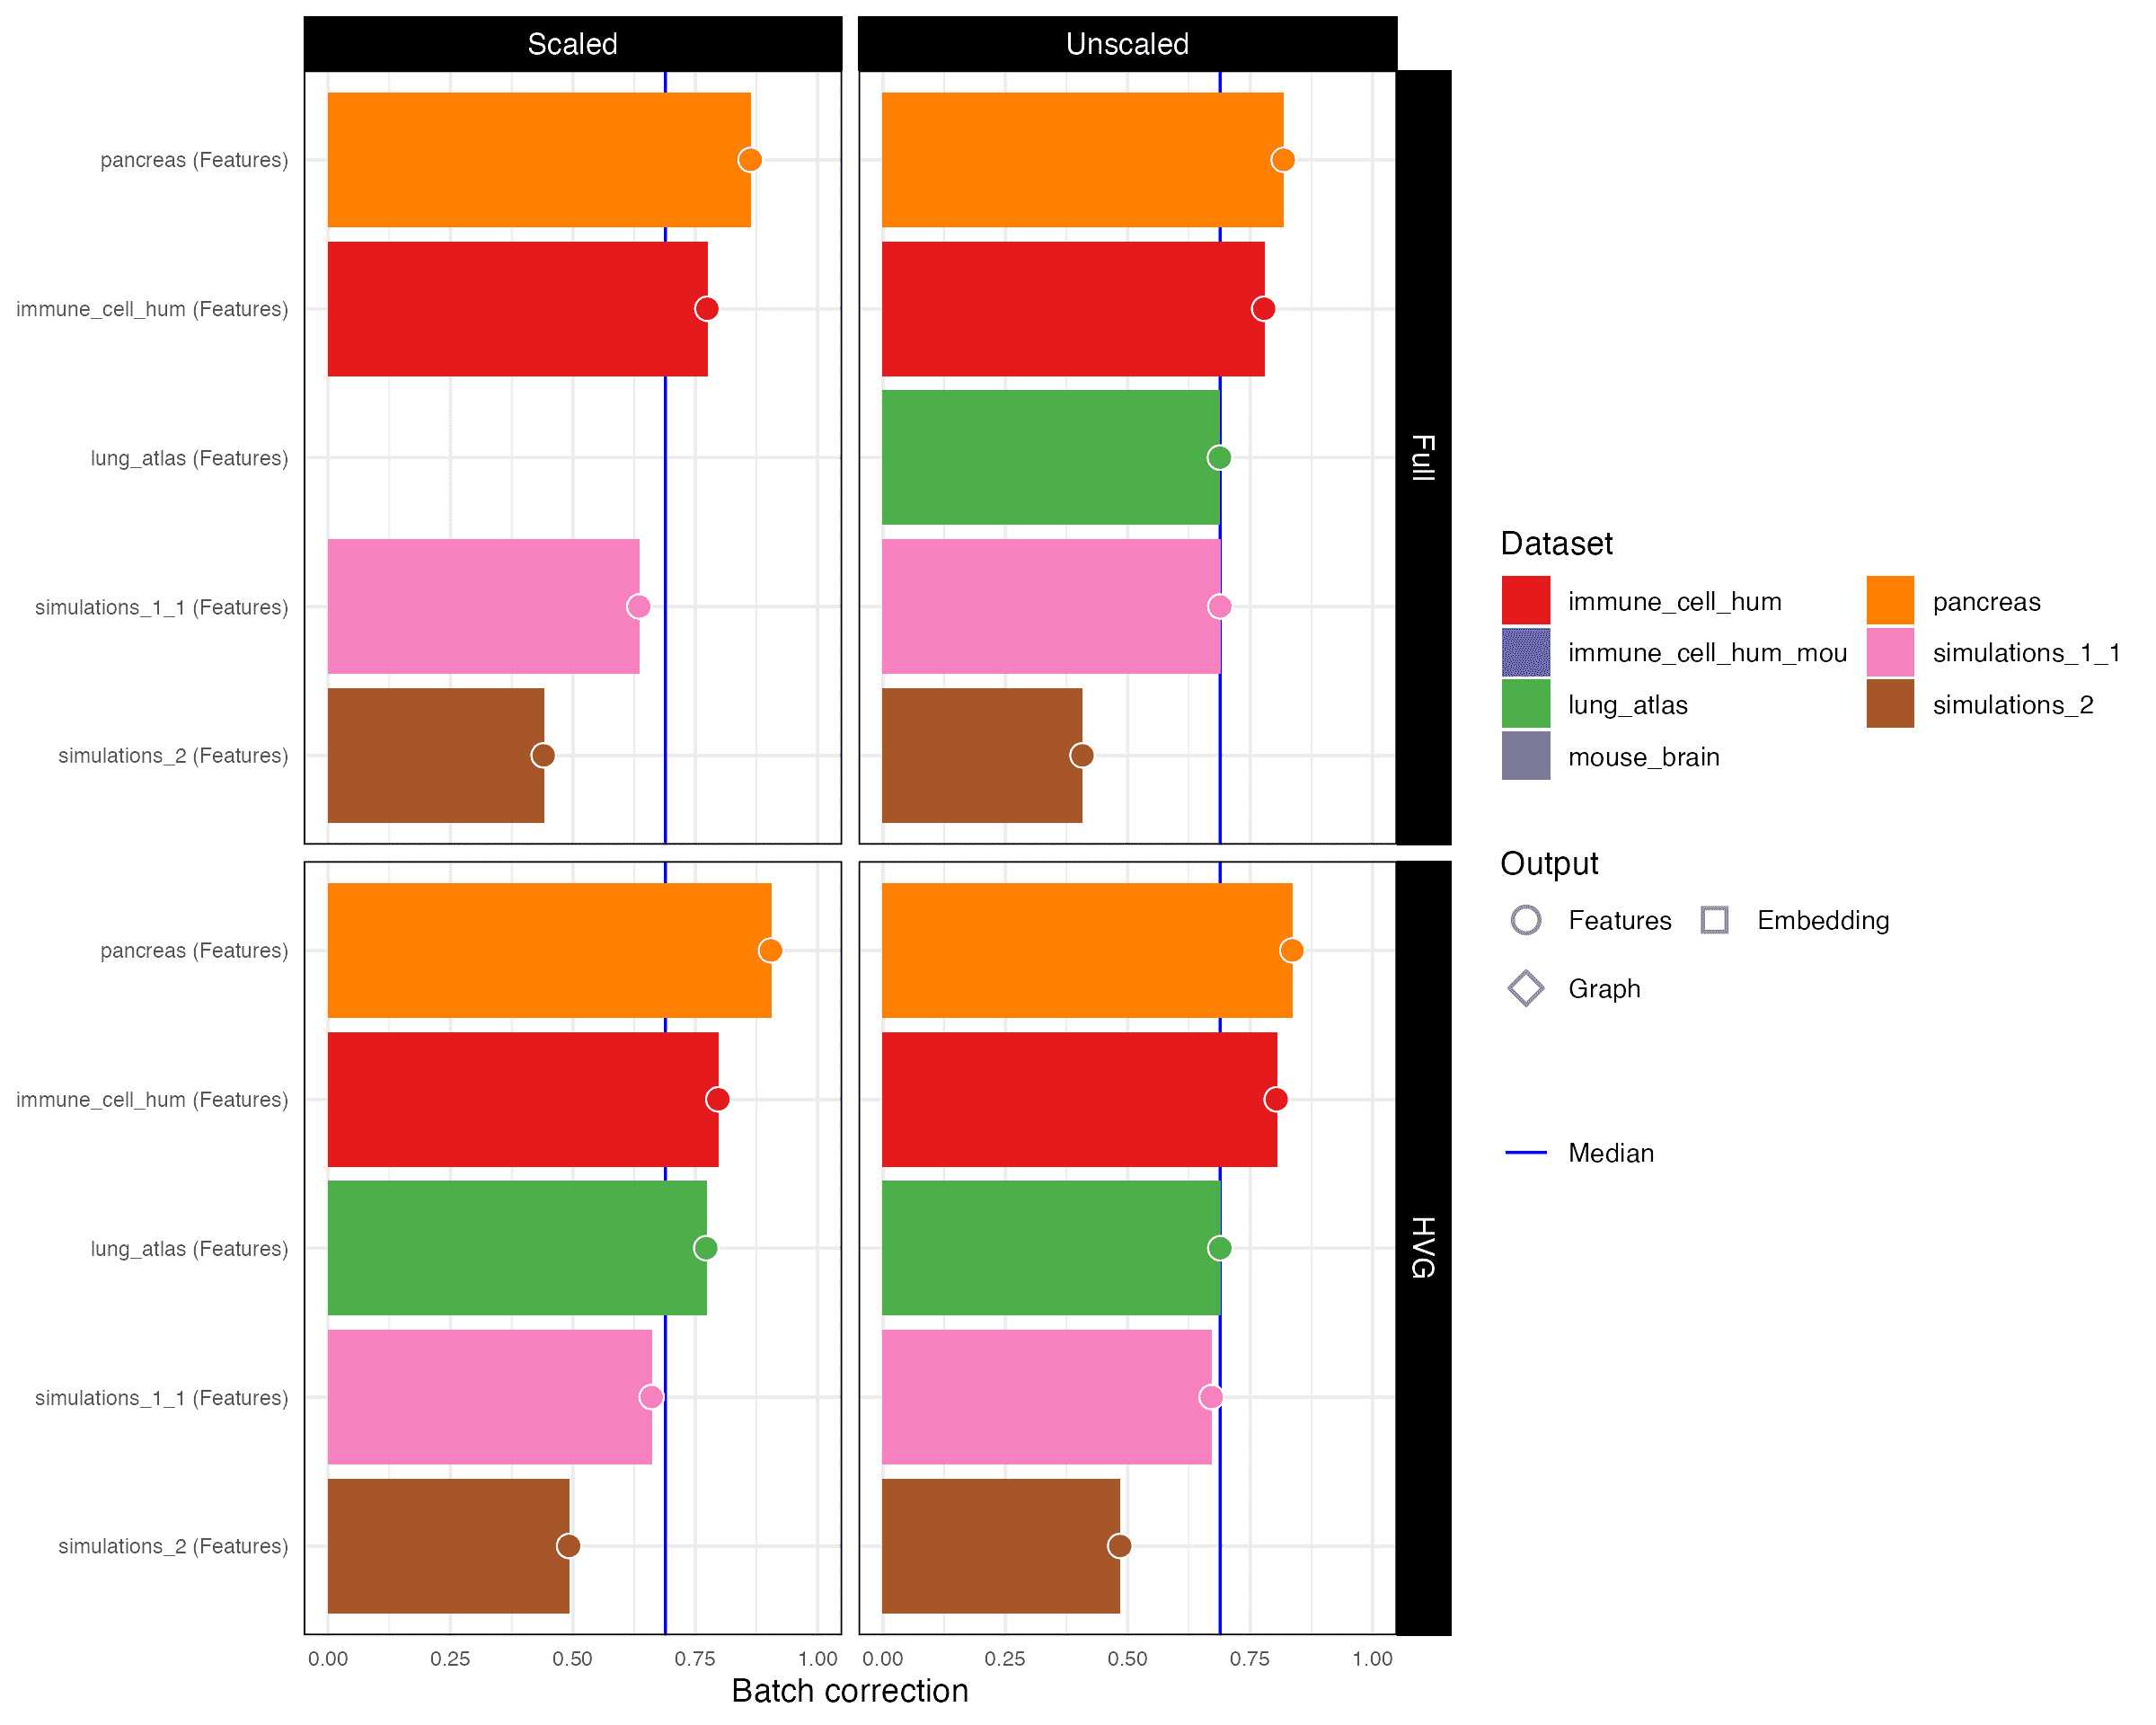 Scaled
Unscaled
Full
pancreas (Features)
immune_cell_hum (Features)
lung_atlas (Features)
simulations_1_1 (Features)
simulations_2 (Features)
HVG
pancreas (Features)
immune_cell_hum (Features)
lung_atlas (Features)
simulations_1_1 (Features)
simulations_2 (Features)
0.00 0.25 0.50 0.75 1.00
0.00 0.25 0.50 0.75 1.00
Batch correction
Dataset
immune_cell_hum
immune_cell_hum_mou
lung_atlas
mouse_brain
pancreas
simulations_1_1
simulations_2
Output
Features
Embedding
Graph
Median